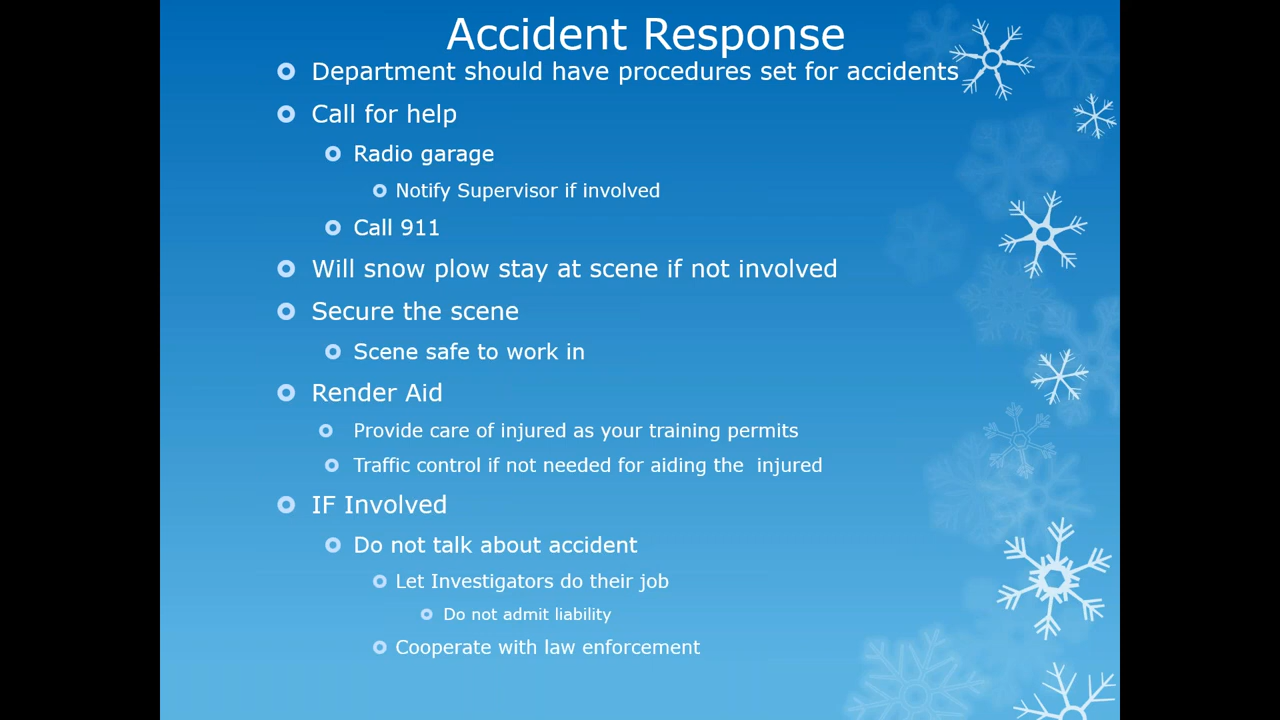 Accident Response
Department should have procedures set for accidents
Call for help
Radio garage
Notify Supervisor if involved
Call 911
Will snow plow stay at scene if not involved
Secure the scene
Scene safe to work in
Render Aid
Provide care of injured as your training permits
Traffic control if not needed for aiding the  injured
IF Involved
Do not talk about accident
Let Investigators do their job
Do not admit liability
Cooperate with law enforcement